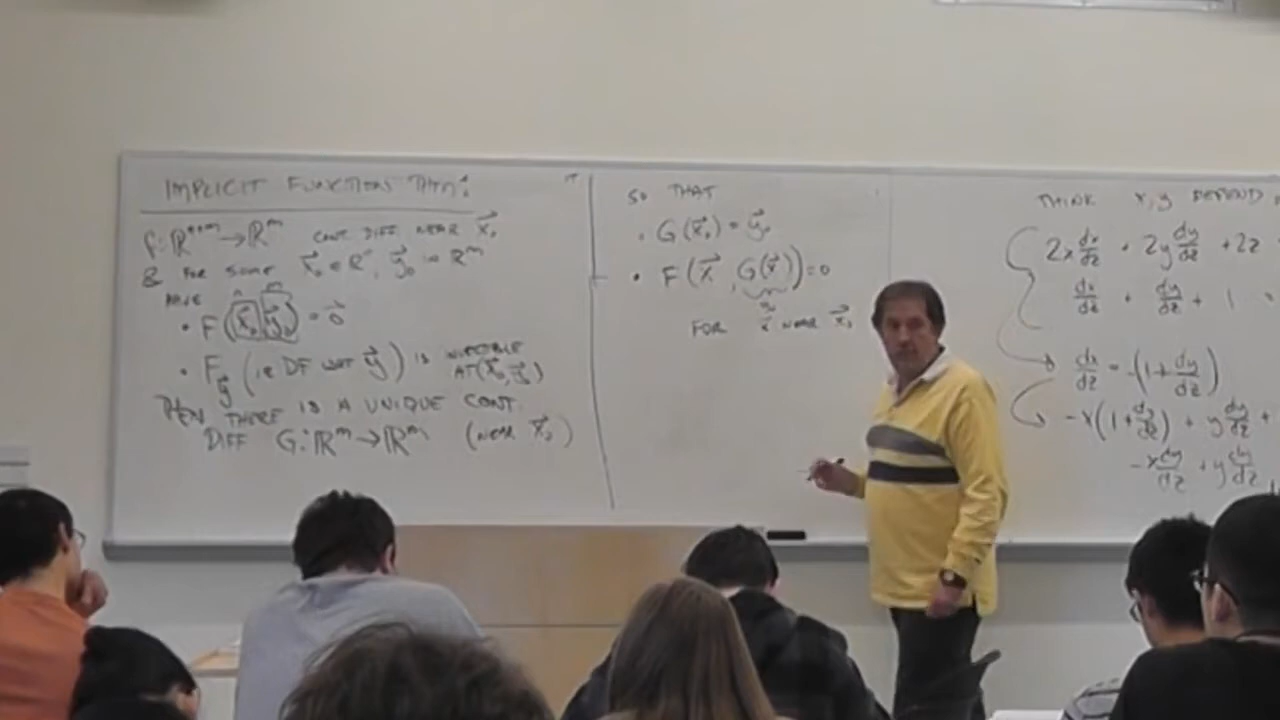 IMPLICIT FUNCTIONS THM:
f: ℝⁿ⁺ᵐ → ℝᵐ CONT. DIFF NEAR x⃗₀
& FOR SOME x⃗₀ ∈ ℝⁿ, y⃗₀ ∈ ℝᵐ
HAVE n m
• F(x⃗₀, y⃗₀) = 0⃗
• F_y⃗ (ie DF WRT y⃗) IS INVERTIBLE
AT (x⃗₀, y⃗₀)
THEN THERE IS A UNIQUE CONT.
DIFF G: ℝᵐ → ℝᵐ (NEAR x⃗₀)
SO THAT
• G(x⃗₀) = y⃗₀
• F(x⃗, G(x⃗)) = 0
FOR x⃗ NEAR x⃗₀
THINK x, y DEPEND
2x dx/dz + 2y dy/dz + 2z
dx/dz + dy/dz + 1 =
dx/dz = -(1 + dy/dz)
-x(1 + dy/dz) + y dy/dz +
-x dy/dz + y dy/dz